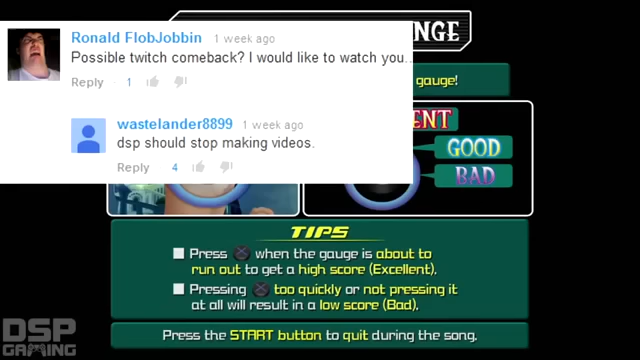 Ronald FlobJobbin 1 week ago
Possible twitch comeback? I would like to watch you..
Reply 1
wastelander8899 1 week ago
dsp should stop making videos.
Reply 4
NGE
gauge!
ENT
GOOD
BAD
TIPS
Press when the gauge is about to
run out to get a high score (Excellent).
Pressing too quickly or not pressing it
at all will result in a low score (Bad).
Press the START button to quit during the song.
DSP
GAMING